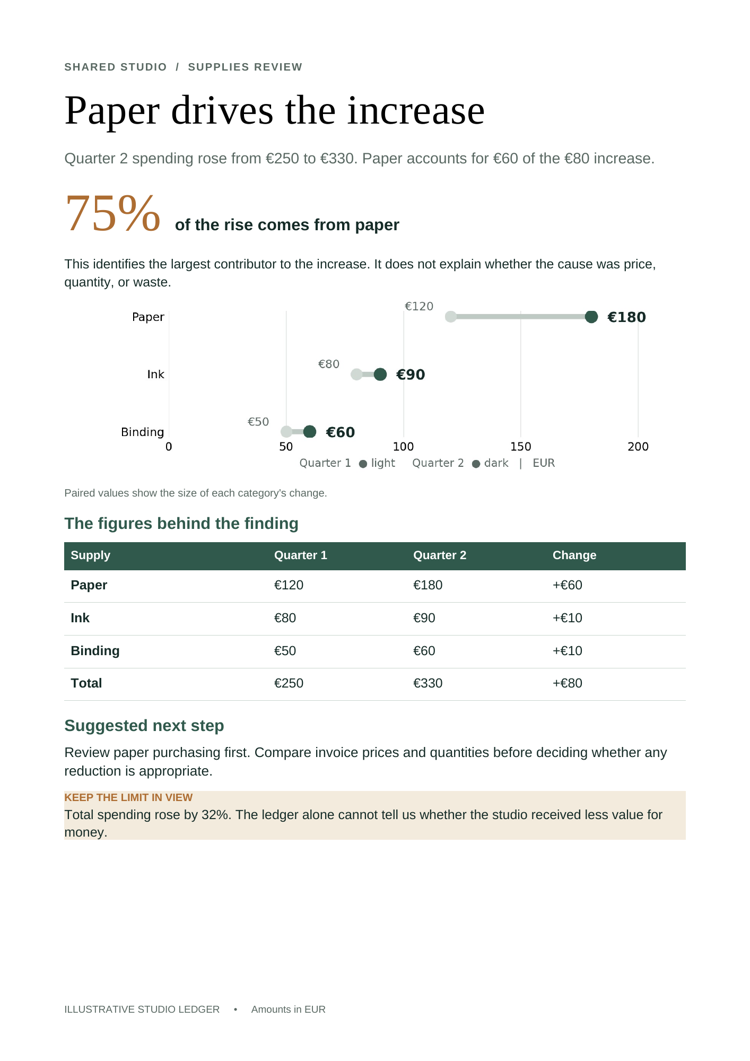 SHARED STUDIO / SUPPLIES REVIEW
Paper drives the increase
Quarter 2 spending rose from €250 to €330. Paper accounts for €60 of the €80 increase.
75% of the rise comes from paper
This identifies the largest contributor to the increase. It does not explain whether the cause was price,
quantity, or waste.
Paper €120 €180
Ink €80 €90
Binding €50 €60
0 50 100 150 200
Quarter 1 ● light Quarter 2 ● dark | EUR
Paired values show the size of each category's change.
The figures behind the finding
Supply Quarter 1 Quarter 2 Change
Paper €120 €180 +€60
Ink €80 €90 +€10
Binding €50 €60 +€10
Total €250 €330 +€80
Suggested next step
Review paper purchasing first. Compare invoice prices and quantities before deciding whether any
reduction is appropriate.
KEEP THE LIMIT IN VIEW
Total spending rose by 32%. The ledger alone cannot tell us whether the studio received less value for
money.
ILLUSTRATIVE STUDIO LEDGER • Amounts in EUR